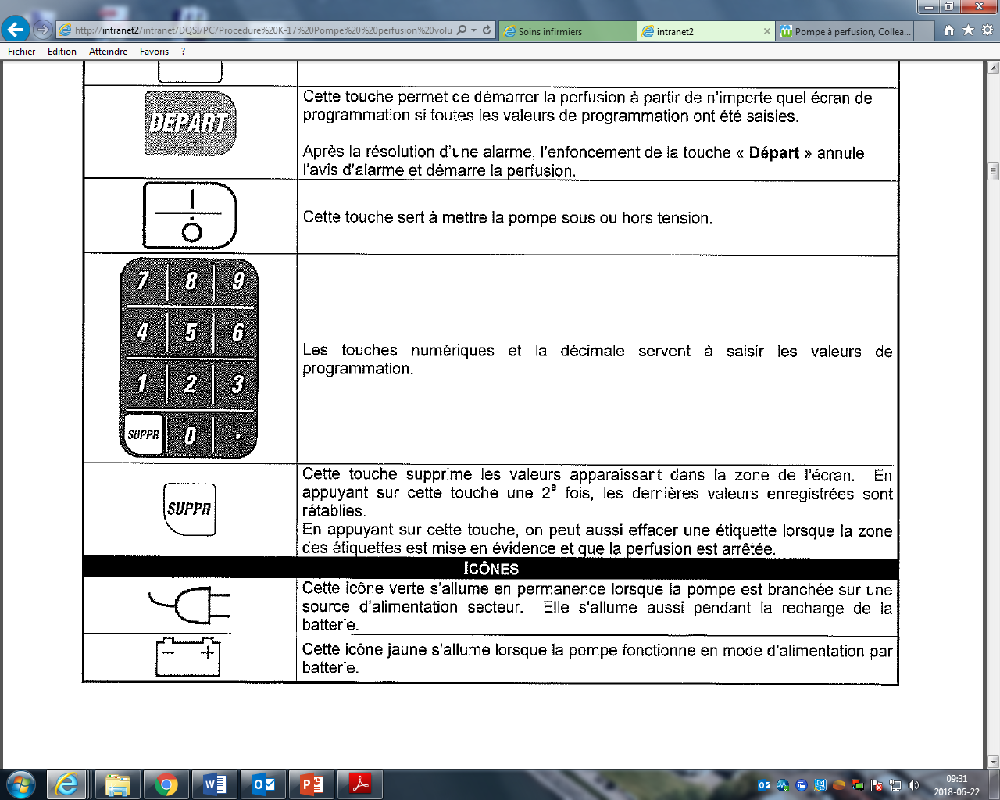 http://intranet2/intranet/DQSI/PC/Procedure%20K-17%20Pompe%20%20perfusion%20volu
Soins infirmiers
intranet2
Pompe à perfusion, Collea...
Fichier Edition Atteindre Favoris ?
DEPART
Cette touche permet de démarrer la perfusion à partir de n'importe quel écran de
programmation si toutes les valeurs de programmation ont été saisies.
Après la résolution d'une alarme, l'enfoncement de la touche « Départ » annule
l'avis d'alarme et démarre la perfusion.
Cette touche sert à mettre la pompe sous ou hors tension.
7 8 9
4 5 6
1 2 3
SUPPR 0 .
Les touches numériques et la décimale servent à saisir les valeurs de
programmation.
SUPPR
Cette touche supprime les valeurs apparaissant dans la zone de l'écran. En
appuyant sur cette touche une 2e fois, les dernières valeurs enregistrées sont
rétablies.
En appuyant sur cette touche, on peut aussi effacer une étiquette lorsque la zone
des étiquettes est mise en évidence et que la perfusion est arrêtée.
ICÔNES
Cette icône verte s'allume en permanence lorsque la pompe est branchée sur une
source d'alimentation secteur. Elle s'allume aussi pendant la recharge de la
batterie.
Cette icône jaune s'allume lorsque la pompe fonctionne en mode d'alimentation par
batterie.
09:31
2018-06-22